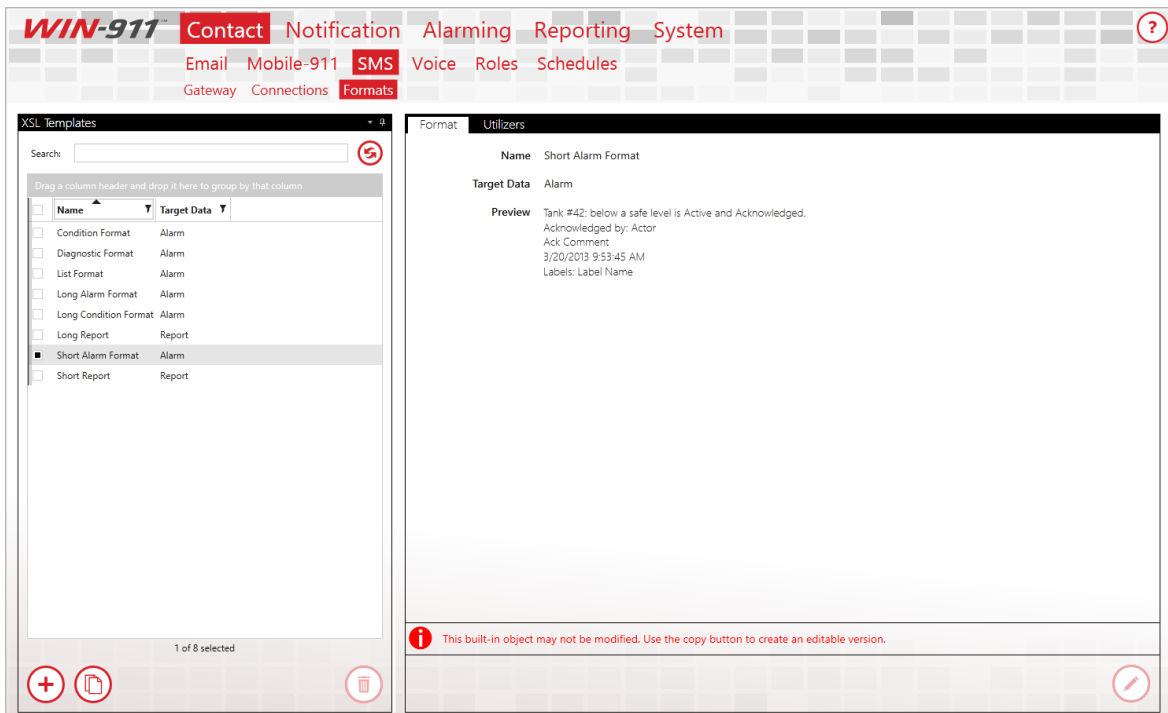 WIN-911™ Contact Notification Alarming Reporting System ?
Email Mobile-911 SMS Voice Roles Schedules
Gateway Connections Formats
XSL Templates
Search:
Drag a column header and drop it here to group by that column
Name Target Data
Condition Format Alarm
Diagnostic Format Alarm
List Format Alarm
Long Alarm Format Alarm
Long Condition Format Alarm
Long Report Report
Short Alarm Format Alarm
Short Report Report
1 of 8 selected
Format Utilizers
Name Short Alarm Format
Target Data Alarm
Preview Tank #42: below a safe level is Active and Acknowledged.
Acknowledged by: Actor
Ack Comment
3/20/2013 9:53:45 AM
Labels: Label Name
This built-in object may not be modified. Use the copy button to create an editable version.